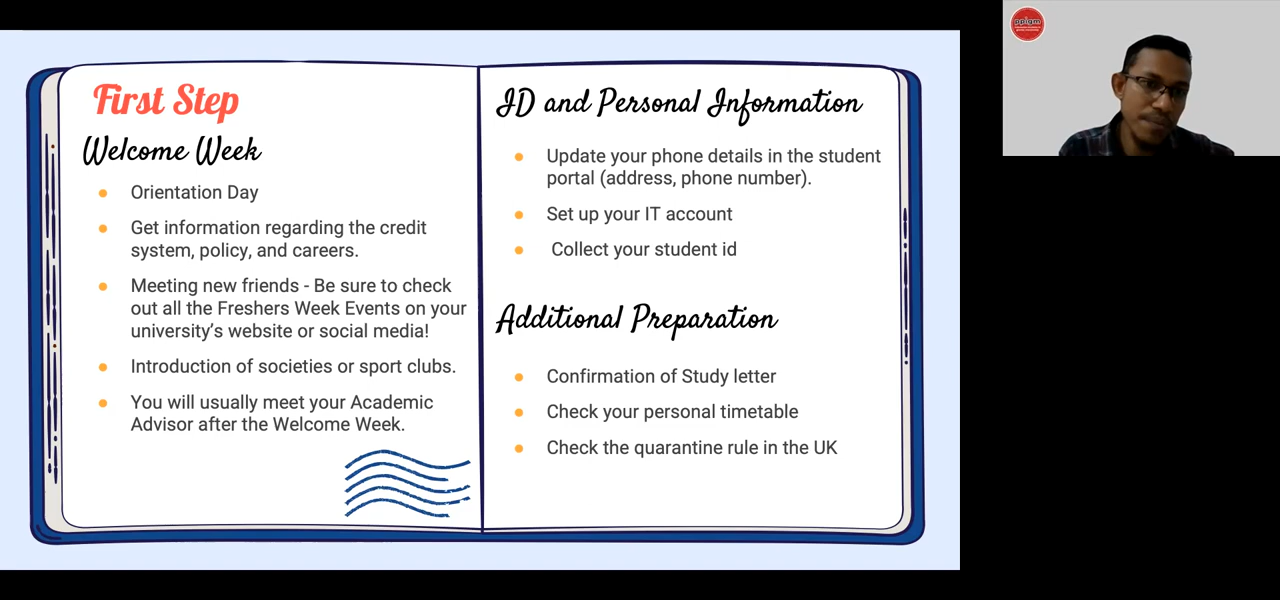 First Step
Welcome Week
Orientation Day
Get information regarding the credit
system, policy, and careers.
Meeting new friends - Be sure to check
out all the Freshers Week Events on your
university’s website or social media!
Introduction of societies or sport clubs.
You will usually meet your Academic
Advisor after the Welcome Week.
ID and Personal Information
Update your phone details in the student
portal (address, phone number).
Set up your IT account
Collect your student id
Additional Preparation
Confirmation of Study letter
Check your personal timetable
Check the quarantine rule in the UK
ppigm